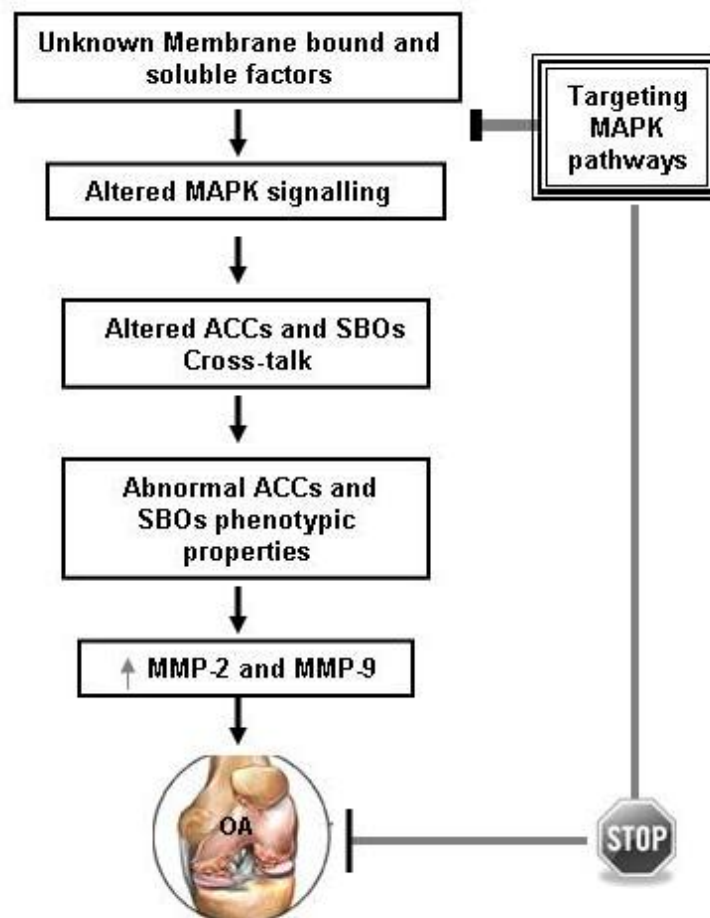 Unknown Membrane bound and
soluble factors
Targeting
MAPK
pathways
Altered MAPK signalling
Altered ACCs and SBOs
Cross-talk
Abnormal ACCs and
SBOs phenotypic
properties
MMP-2 and MMP-9
OA
STOP